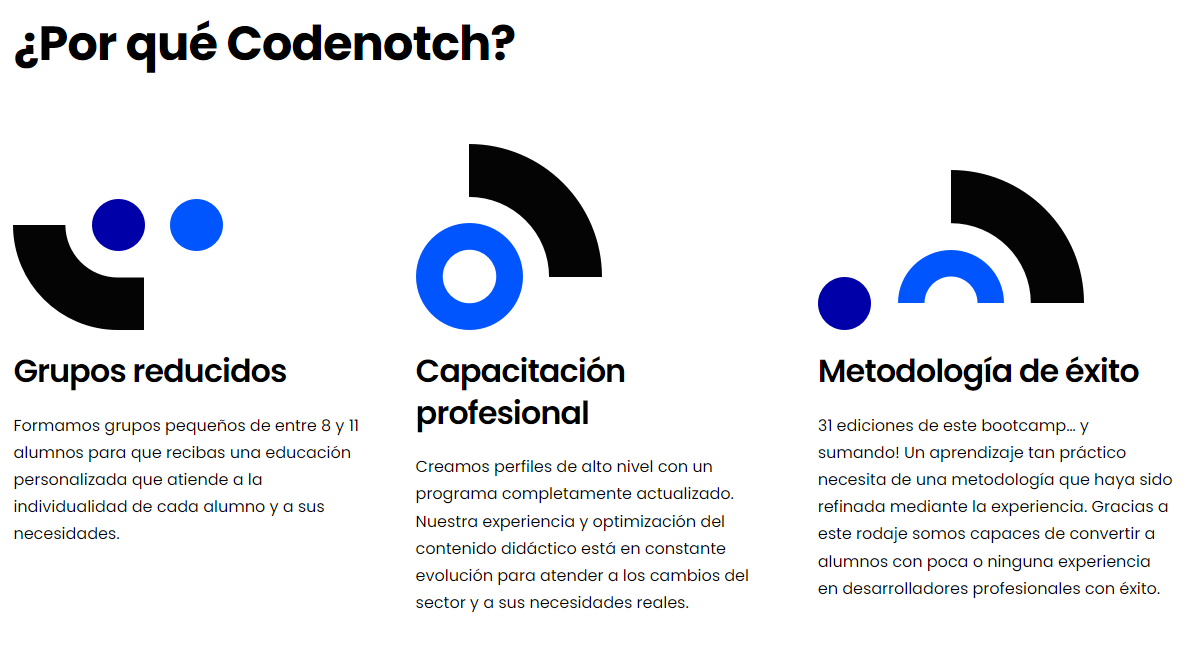 ¿Por qué Codenotch?
Grupos reducidos
Formamos grupos pequeños de entre 8 y 11
alumnos para que recibas una educación
personalizada que atiende a la
individualidad de cada alumno y a sus
necesidades.
Capacitación
profesional
Creamos perfiles de alto nivel con un
programa completamente actualizado.
Nuestra experiencia y optimización del
contenido didáctico está en constante
evolución para atender a los cambios del
sector y a sus necesidades reales.
Metodología de éxito
31 ediciones de este bootcamp... y
sumando! Un aprendizaje tan práctico
necesita de una metodología que haya sido
refinada mediante la experiencia. Gracias a
este rodaje somos capaces de convertir a
alumnos con poca o ninguna experiencia
en desarrolladores profesionales con éxito.